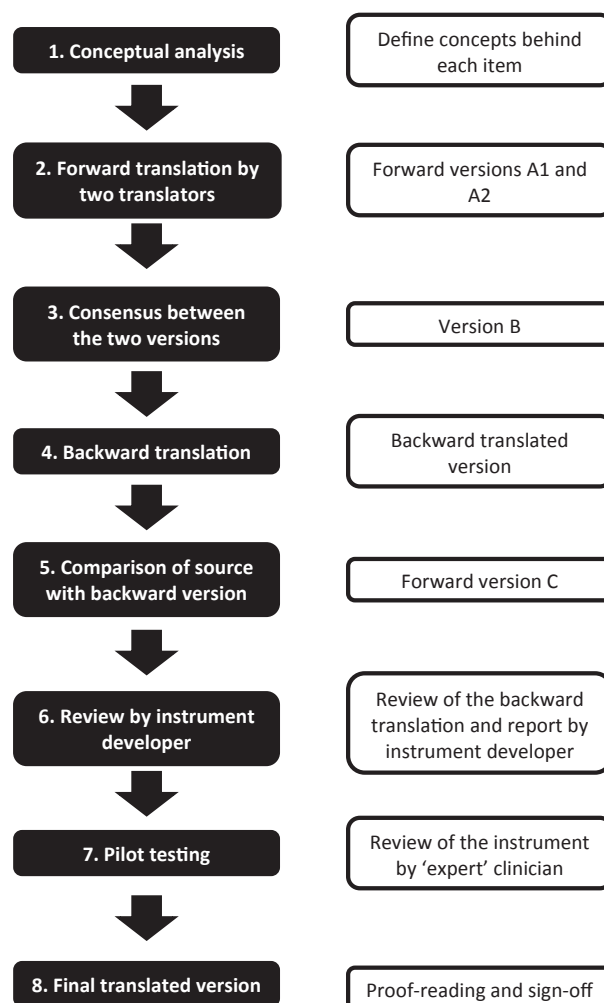 1. Conceptual analysis
Define concepts behind
each item
2. Forward translation by
two translators
Forward versions A1 and
A2
3. Consensus between
the two versions
Version B
4. Backward translation
Backward translated
version
5. Comparison of source
with backward version
Forward version C
6. Review by instrument
developer
Review of the backward
translation and report by
instrument developer
7. Pilot testing
Review of the instrument
by ‘expert’ clinician
8. Final translated version
Proof-reading and sign-off